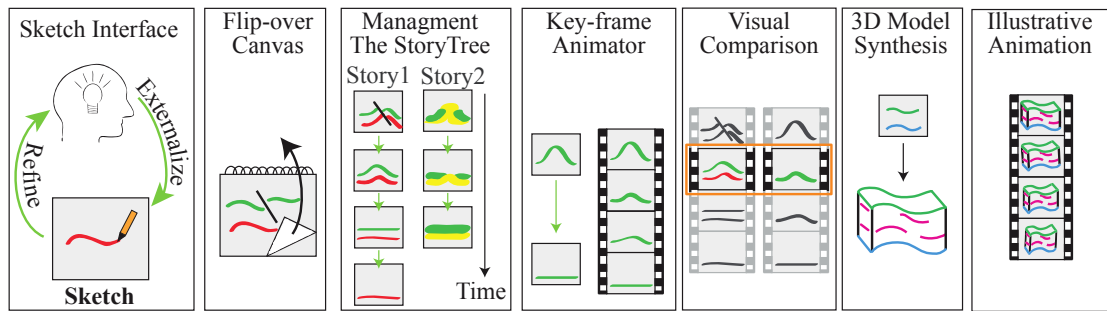 Sketch Interface
Externalize
Refine
Sketch
Flip-over
Canvas
Managment
The StoryTree
Story1 Story2
Time
Key-frame
Animator
Visual
Comparison
3D Model
Synthesis
Illustrative
Animation